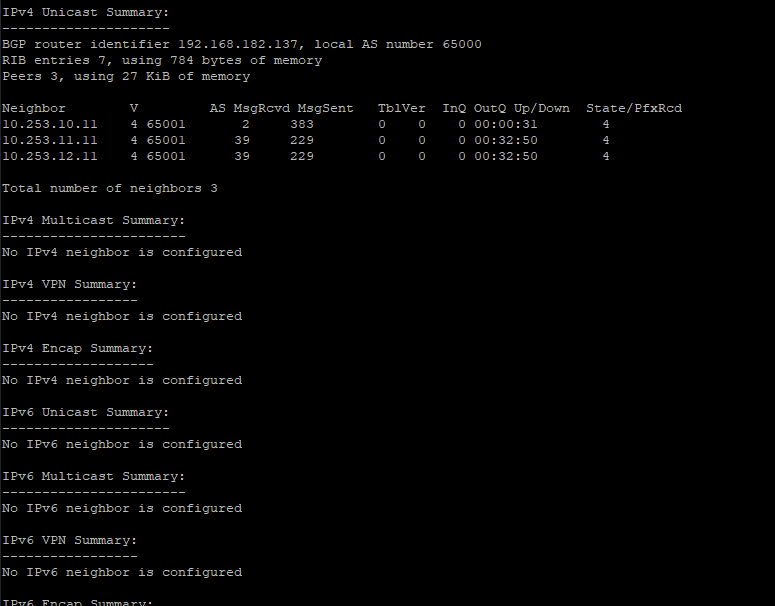 IPv4 Unicast Summary:
---------------------
BGP router identifier 192.168.182.137, local AS number 65000
RIB entries 7, using 784 bytes of memory
Peers 3, using 27 KiB of memory
Neighbor        V         AS MsgRcvd MsgSent   TblVer  InQ OutQ Up/Down  State/PfxRcd
10.253.10.11    4 65001       2     383        0    0    0 00:00:31        4
10.253.11.11    4 65001      39     229        0    0    0 00:32:50        4
10.253.12.11    4 65001      39     229        0    0    0 00:32:50        4
Total number of neighbors 3
IPv4 Multicast Summary:
-----------------------
No IPv4 neighbor is configured
IPv4 VPN Summary:
-----------------
No IPv4 neighbor is configured
IPv4 Encap Summary:
-------------------
No IPv4 neighbor is configured
IPv6 Unicast Summary:
---------------------
No IPv6 neighbor is configured
IPv6 Multicast Summary:
-----------------------
No IPv6 neighbor is configured
IPv6 VPN Summary:
-----------------
No IPv6 neighbor is configured
IPv6 Encap Summary: